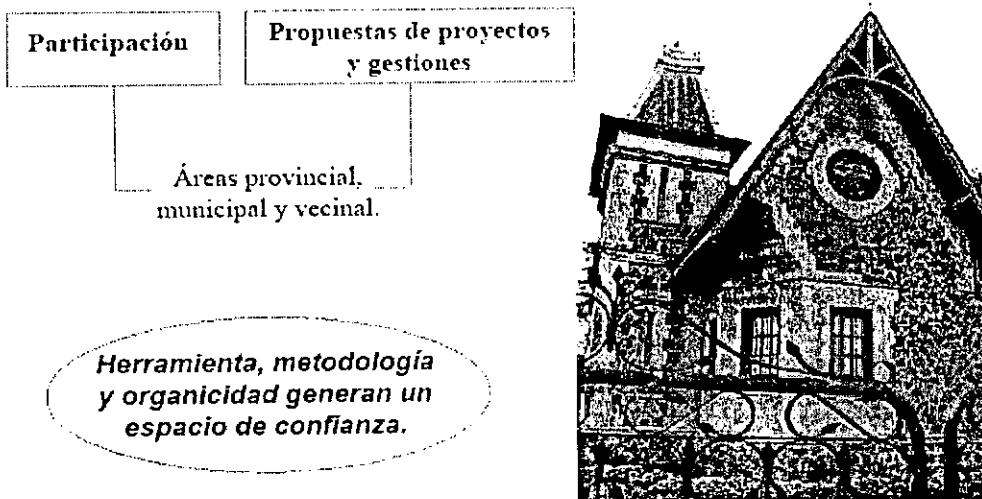 Participación
Propuestas de proyectos
y gestiones
Áreas provincial,
municipal y vecinal.
Herramienta, metodología
y organicidad generan un
espacio de confianza.